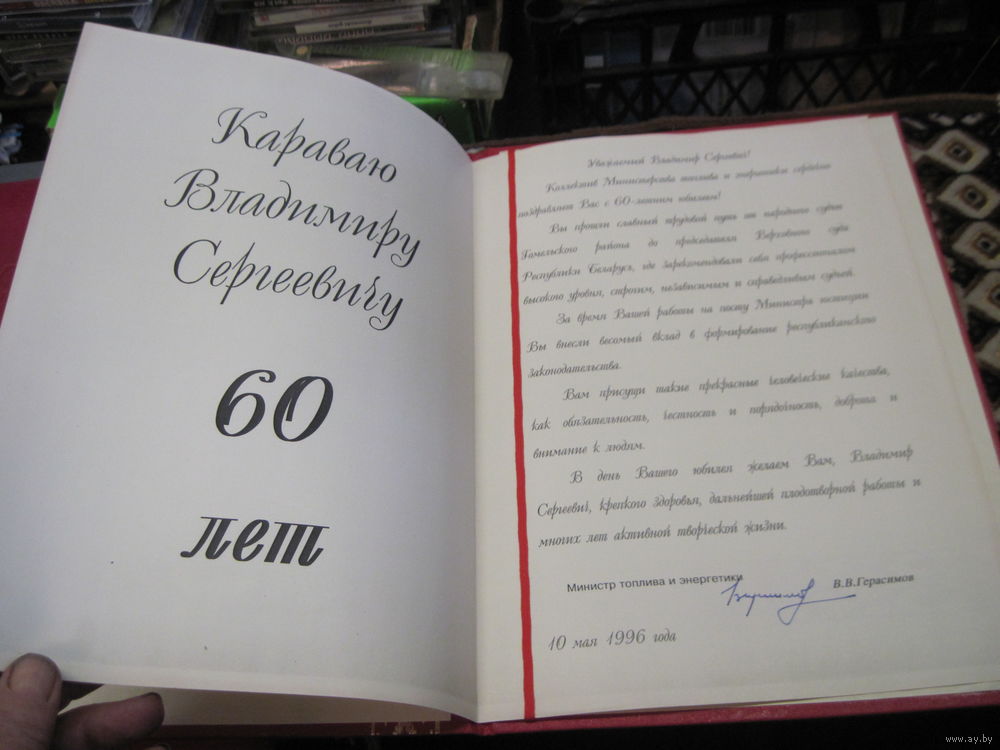 Караваю
Владимиру
Сергеевичу
60
лет
Уважаемый Владимир Сергеевич!
Коллектив Министерства топлива и энергетики сердечно
поздравляет Вас с 60-летним юбилеем!
Вы прошли славный трудовой путь от народного судьи
Гомельского района до председателя Верховного суда
Республики Беларусь, где зарекомендовали себя профессионалом
высокого уровня, строгим, независимым и справедливым судьей.
За время Вашей работы на посту Министра юстиции
Вы внесли весомый вклад в формирование республиканского
законодательства.
Вам присущи такие прекрасные человеческие качества,
как обязательность, честность и порядочность, доброта и
внимание к людям.
В день Вашего юбилея желаем Вам, Владимир
Сергеевич, крепкого здоровья, дальнейшей плодотворной работы и
многих лет активной творческой жизни.
Министр топлива и энергетики В.В.Герасимов
10 мая 1996 года
www.ay.by